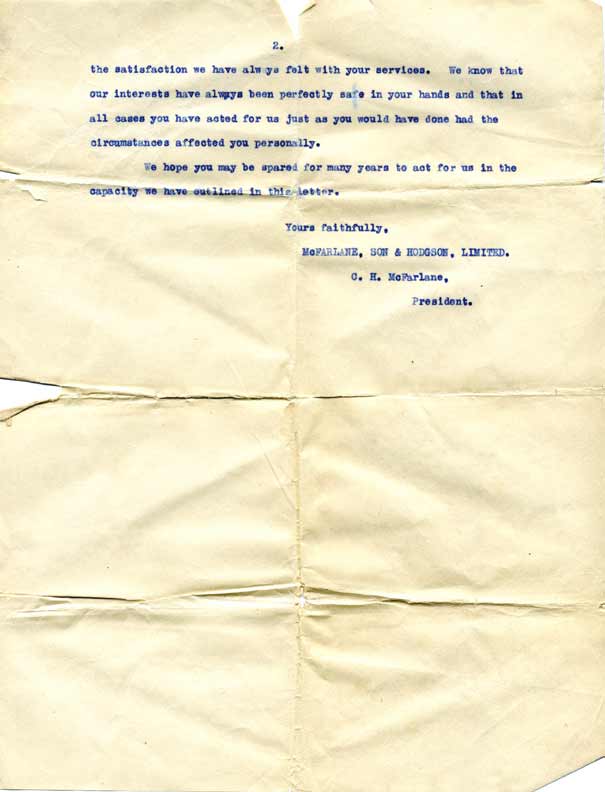 2.
the satisfaction we have always felt with your services. We know that
our interests have always been perfectly safe in your hands and that in
all cases you have acted for us just as you would have done had the
circumstances affected you personally.
We hope you may be spared for many years to act for us in the
capacity we have outlined in this letter.
Yours faithfully,
McFARLANE, SON & HODGSON, LIMITED.
C. H. McFarlane,
President.